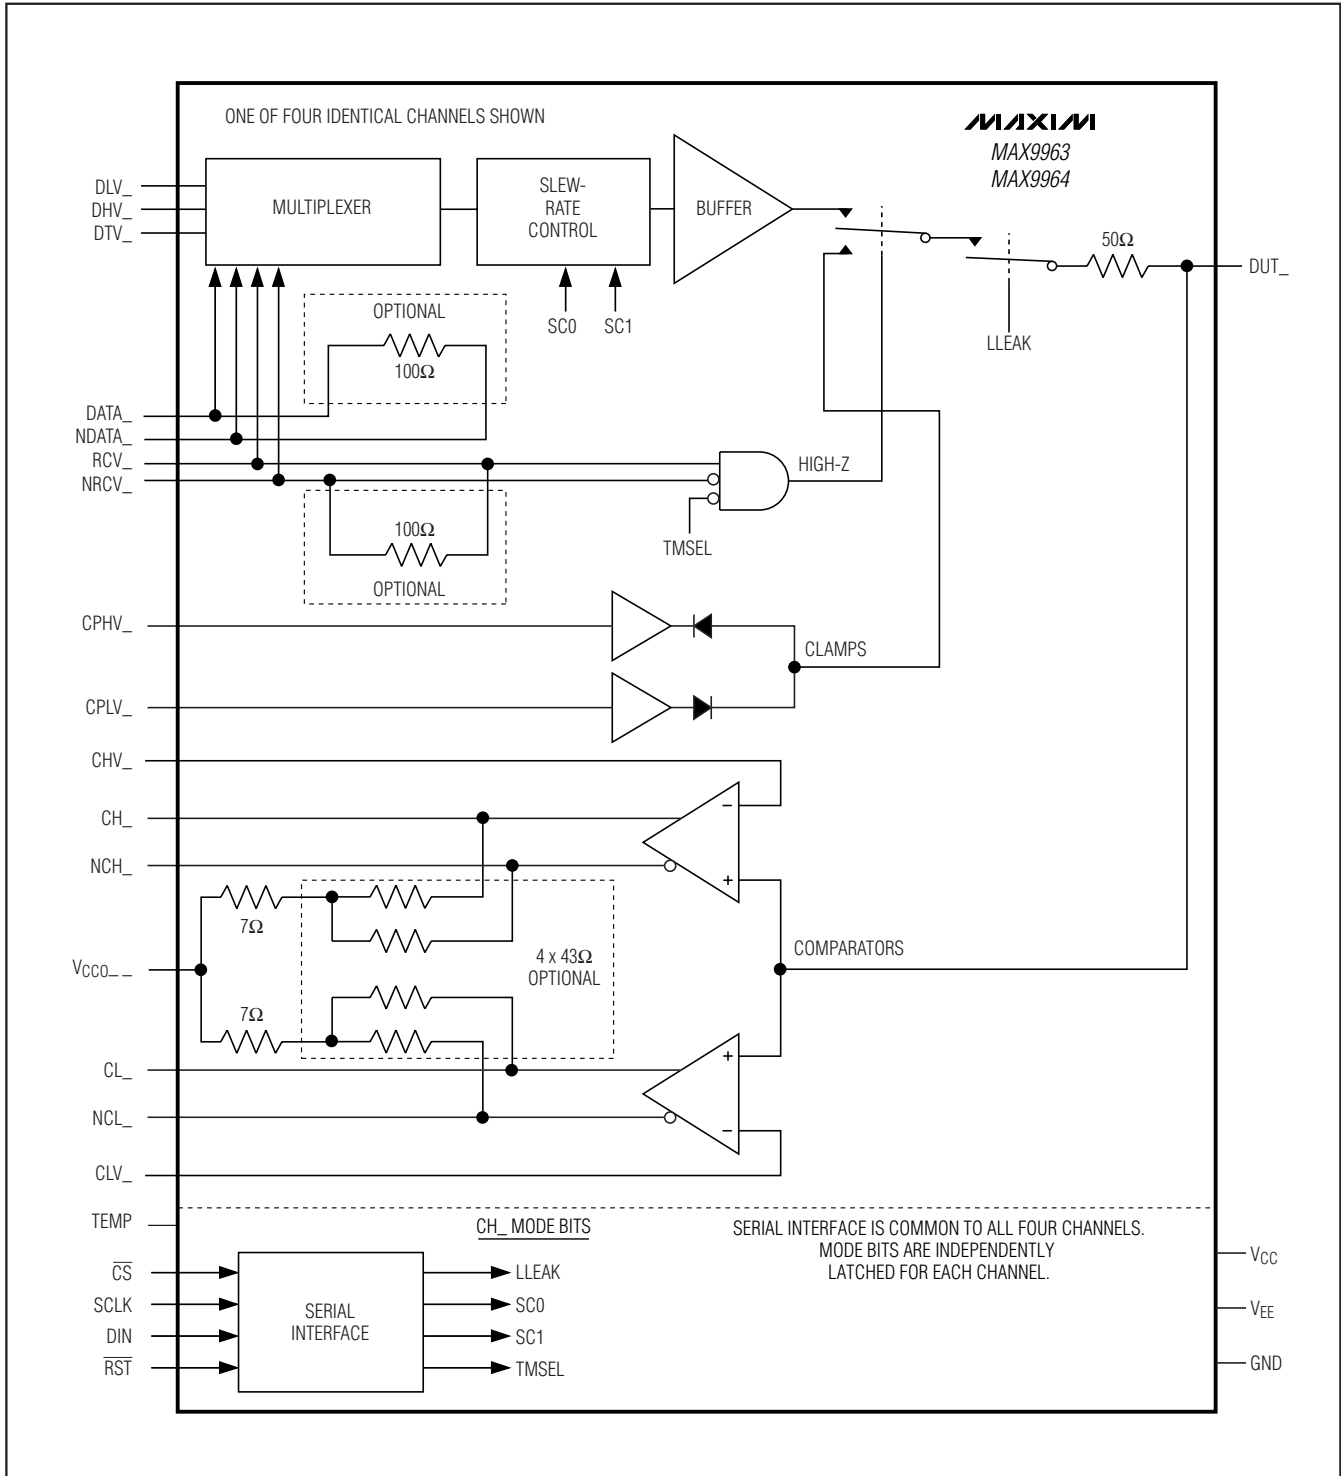 ONE OF FOUR IDENTICAL CHANNELS SHOWN
MAXIM
MAX9963
MAX9964
DLV_
DHV_
DTV_
MULTIPLEXER
SLEW-
RATE
CONTROL
BUFFER
50Ω
DUT_
OPTIONAL
100Ω
SC0
SC1
LLEAK
DATA_
NDATA_
RCV_
NRCV_
HIGH-Z
100Ω
OPTIONAL
TMSEL
CPHV_
CLAMPS
CPLV_
CHV_
CH_
−
NCH_
+
7Ω
4 x 43Ω
OPTIONAL
COMPARATORS
VCCO_ _
7Ω
+
CL_
NCL_
−
CLV_
TEMP
CH_ MODE BITS
SERIAL INTERFACE IS COMMON TO ALL FOUR CHANNELS.
MODE BITS ARE INDEPENDENTLY
LATCHED FOR EACH CHANNEL.
CS
SCLK
DIN
RST
SERIAL
INTERFACE
LLEAK
SC0
SC1
TMSEL
VCC
VEE
GND